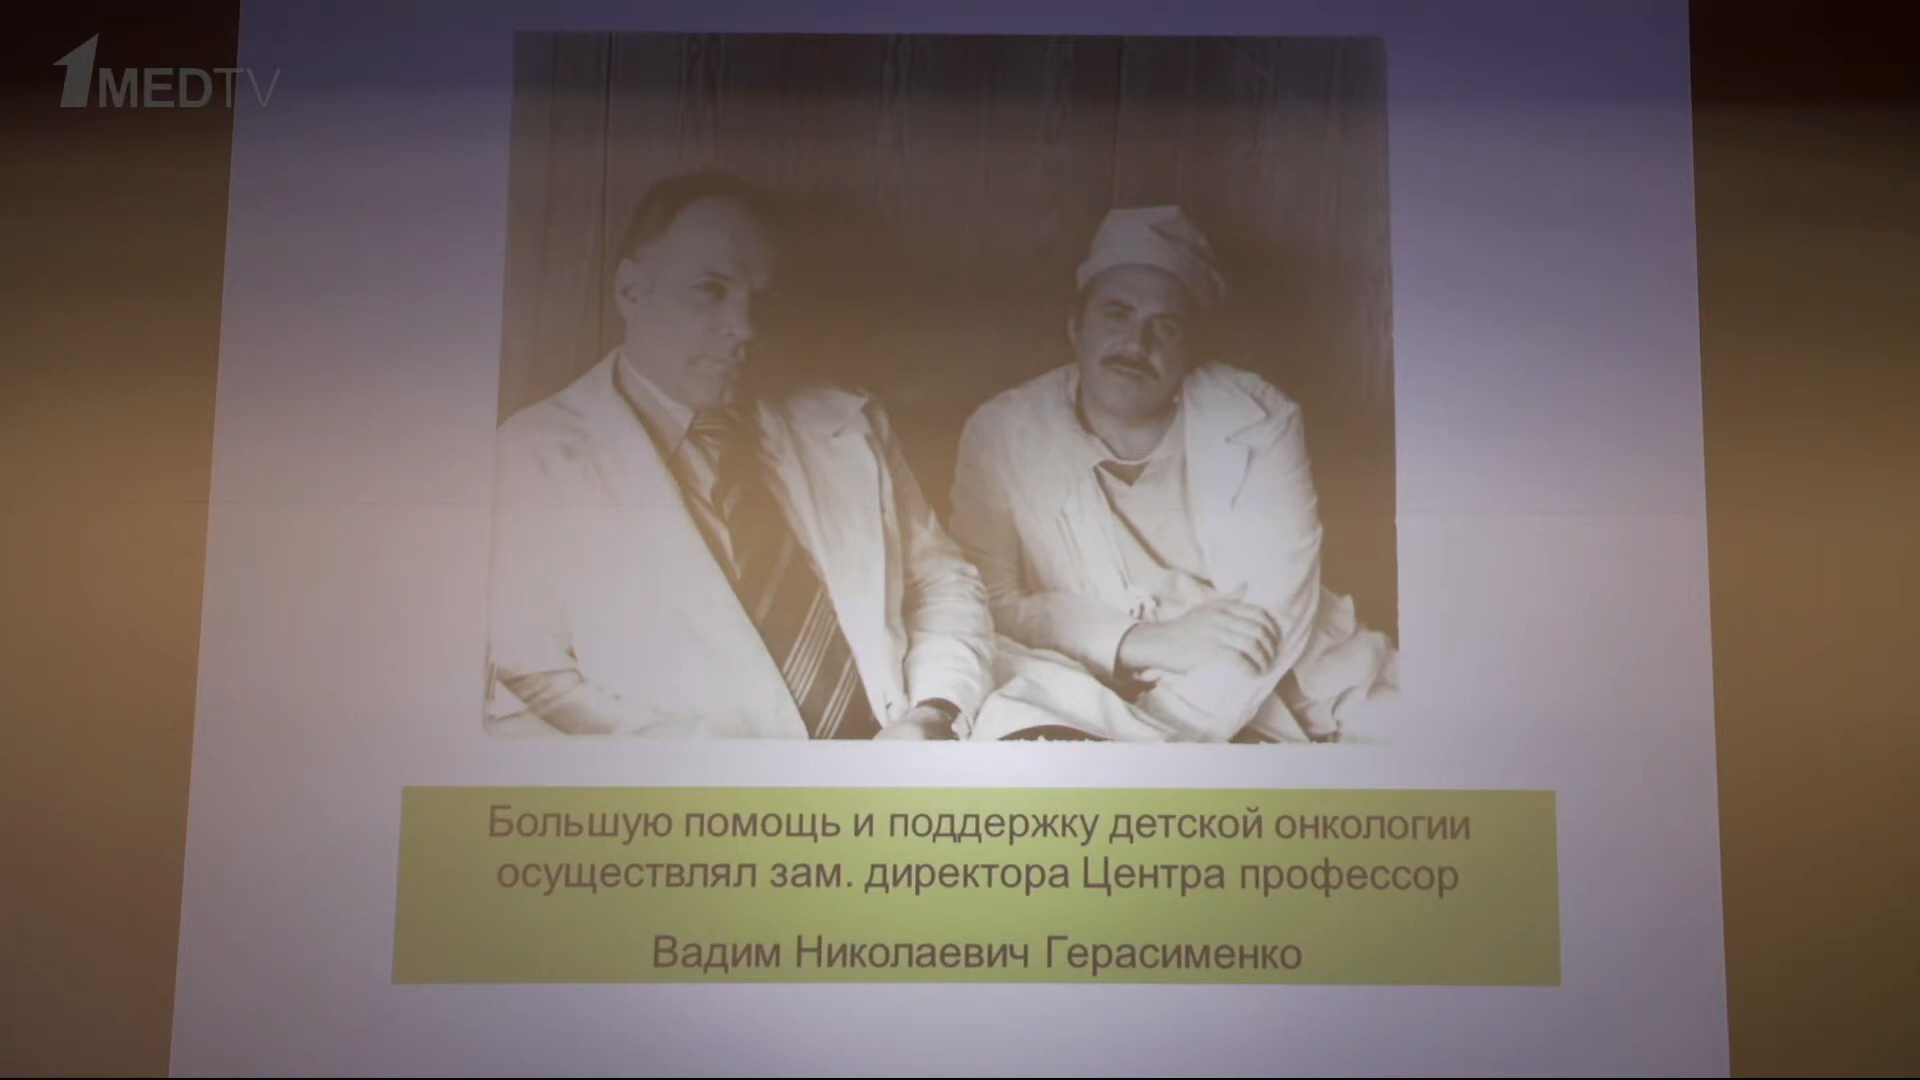 1MEDTV
Большую помощь и поддержку детской онкологии
осуществлял зам. директора Центра профессор
Вадим Николаевич Герасименко